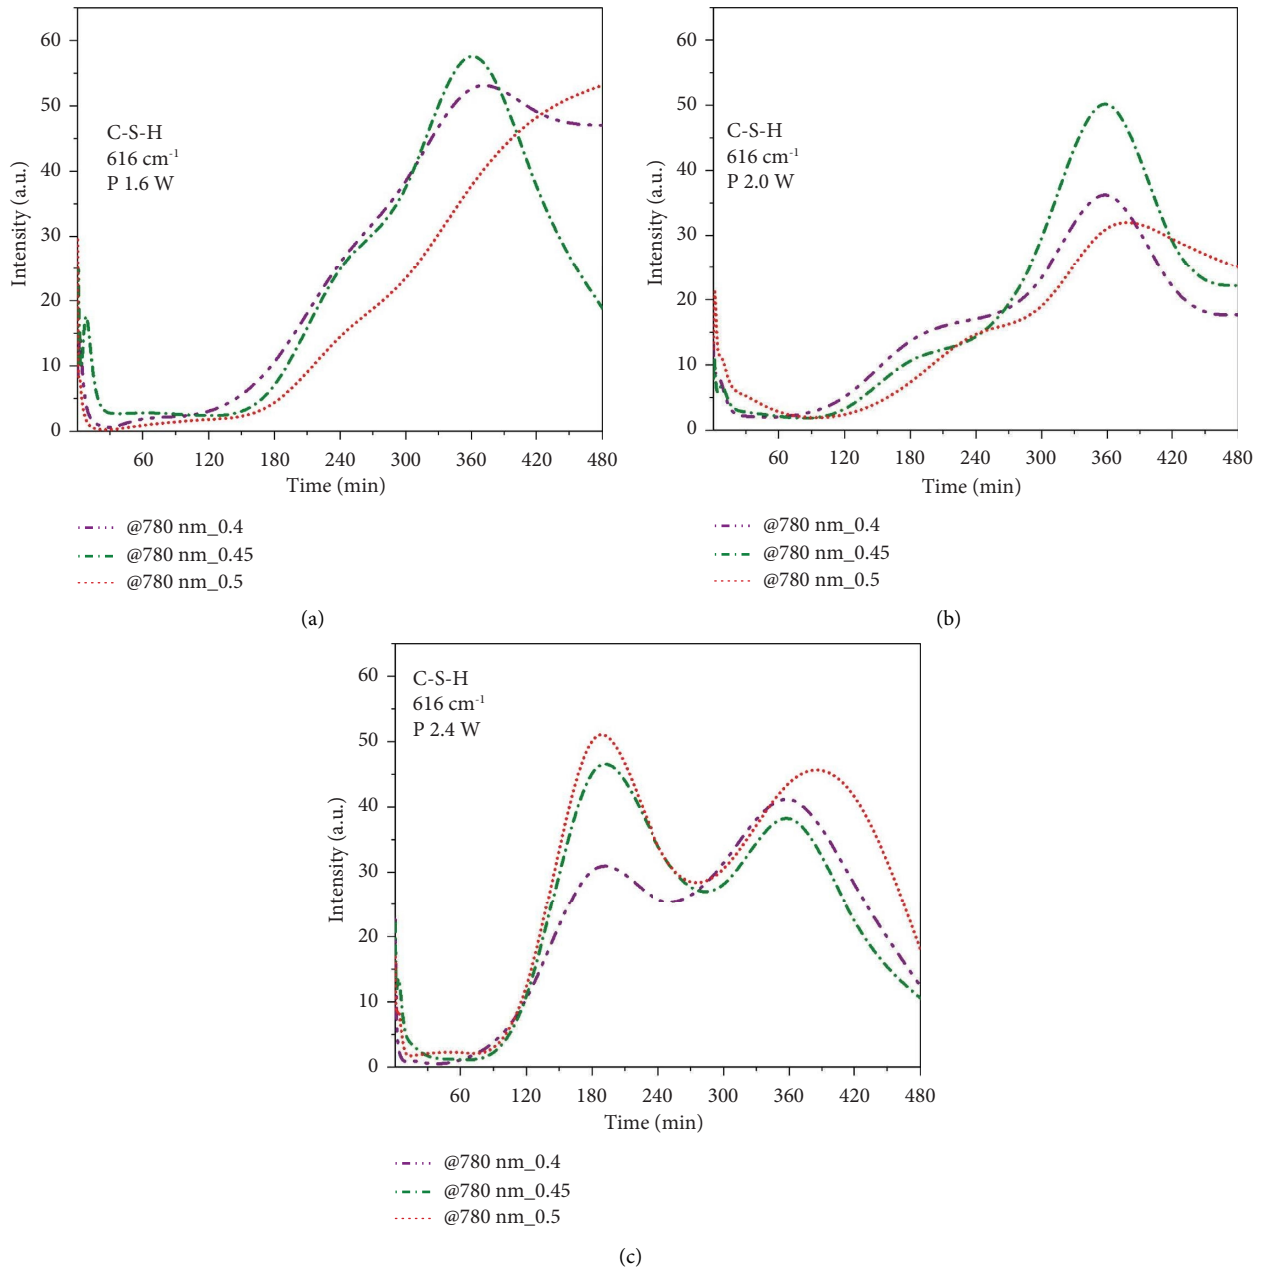 60
50
40
30
20
10
0
Intensity (a.u.)
C-S-H
616 cm⁻¹
P 1.6 W
60 120 180 240 300 360 420 480
Time (min)
@780 nm_0.4
@780 nm_0.45
@780 nm_0.5
(a)
60
50
40
30
20
10
0
Intensity (a.u.)
C-S-H
616 cm⁻¹
P 2.0 W
60 120 180 240 300 360 420 480
Time (min)
@780 nm_0.4
@780 nm_0.45
@780 nm_0.5
(b)
60
50
40
30
20
10
0
Intensity (a.u.)
C-S-H
616 cm⁻¹
P 2.4 W
60 120 180 240 300 360 420 480
Time (min)
@780 nm_0.4
@780 nm_0.45
@780 nm_0.5
(c)